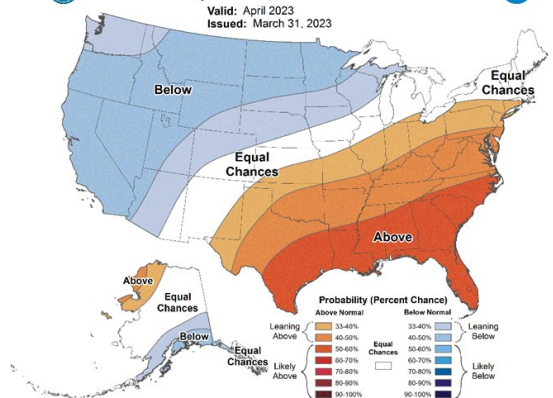 Valid: April 2023
Issued: March 31, 2023
Below
Equal
Chances
Equal
Chances
Above
Above
Equal
Chances
Below
Equal
Chances
Probability (Percent Chance)
Above Normal
Below Normal
Leaning
Above
33-40%
40-50%
Likely
Above
50-60%
60-70%
70-80%
80-90%
90-100%
Equal
Chances
33-40%
40-50%
Leaning
Below
50-60%
60-70%
70-80%
80-90%
90-100%
Likely
Below